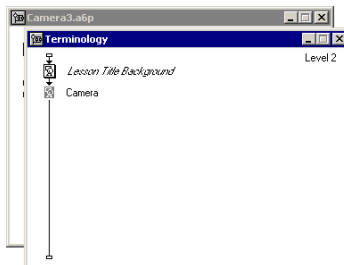 Camera3.a6p
Terminology
Level 2
Lesson Title Background
Camera